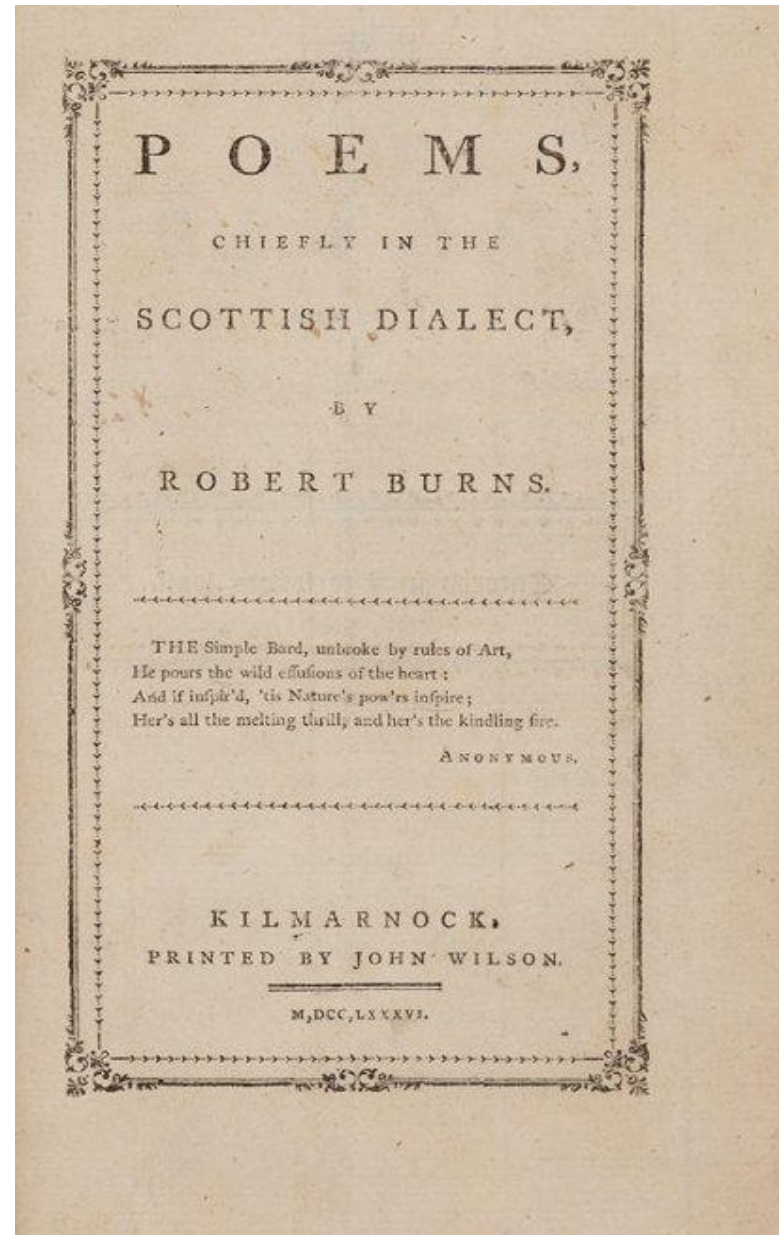 POEMS,
CHIEFLY IN THE
SCOTTISH DIALECT,
BY
ROBERT BURNS.
THE Simple Bard, unbroke by rules of Art,
He pours the wild effuſions of the heart:
And if inſpir'd, 'tis Nature's pow'rs inſpire;
Her's all the melting thrill, and her's the kindling fire.
ANONYMOUS.
KILMARNOCK,
PRINTED BY JOHN WILSON.
M,DCC,LXXXVI.